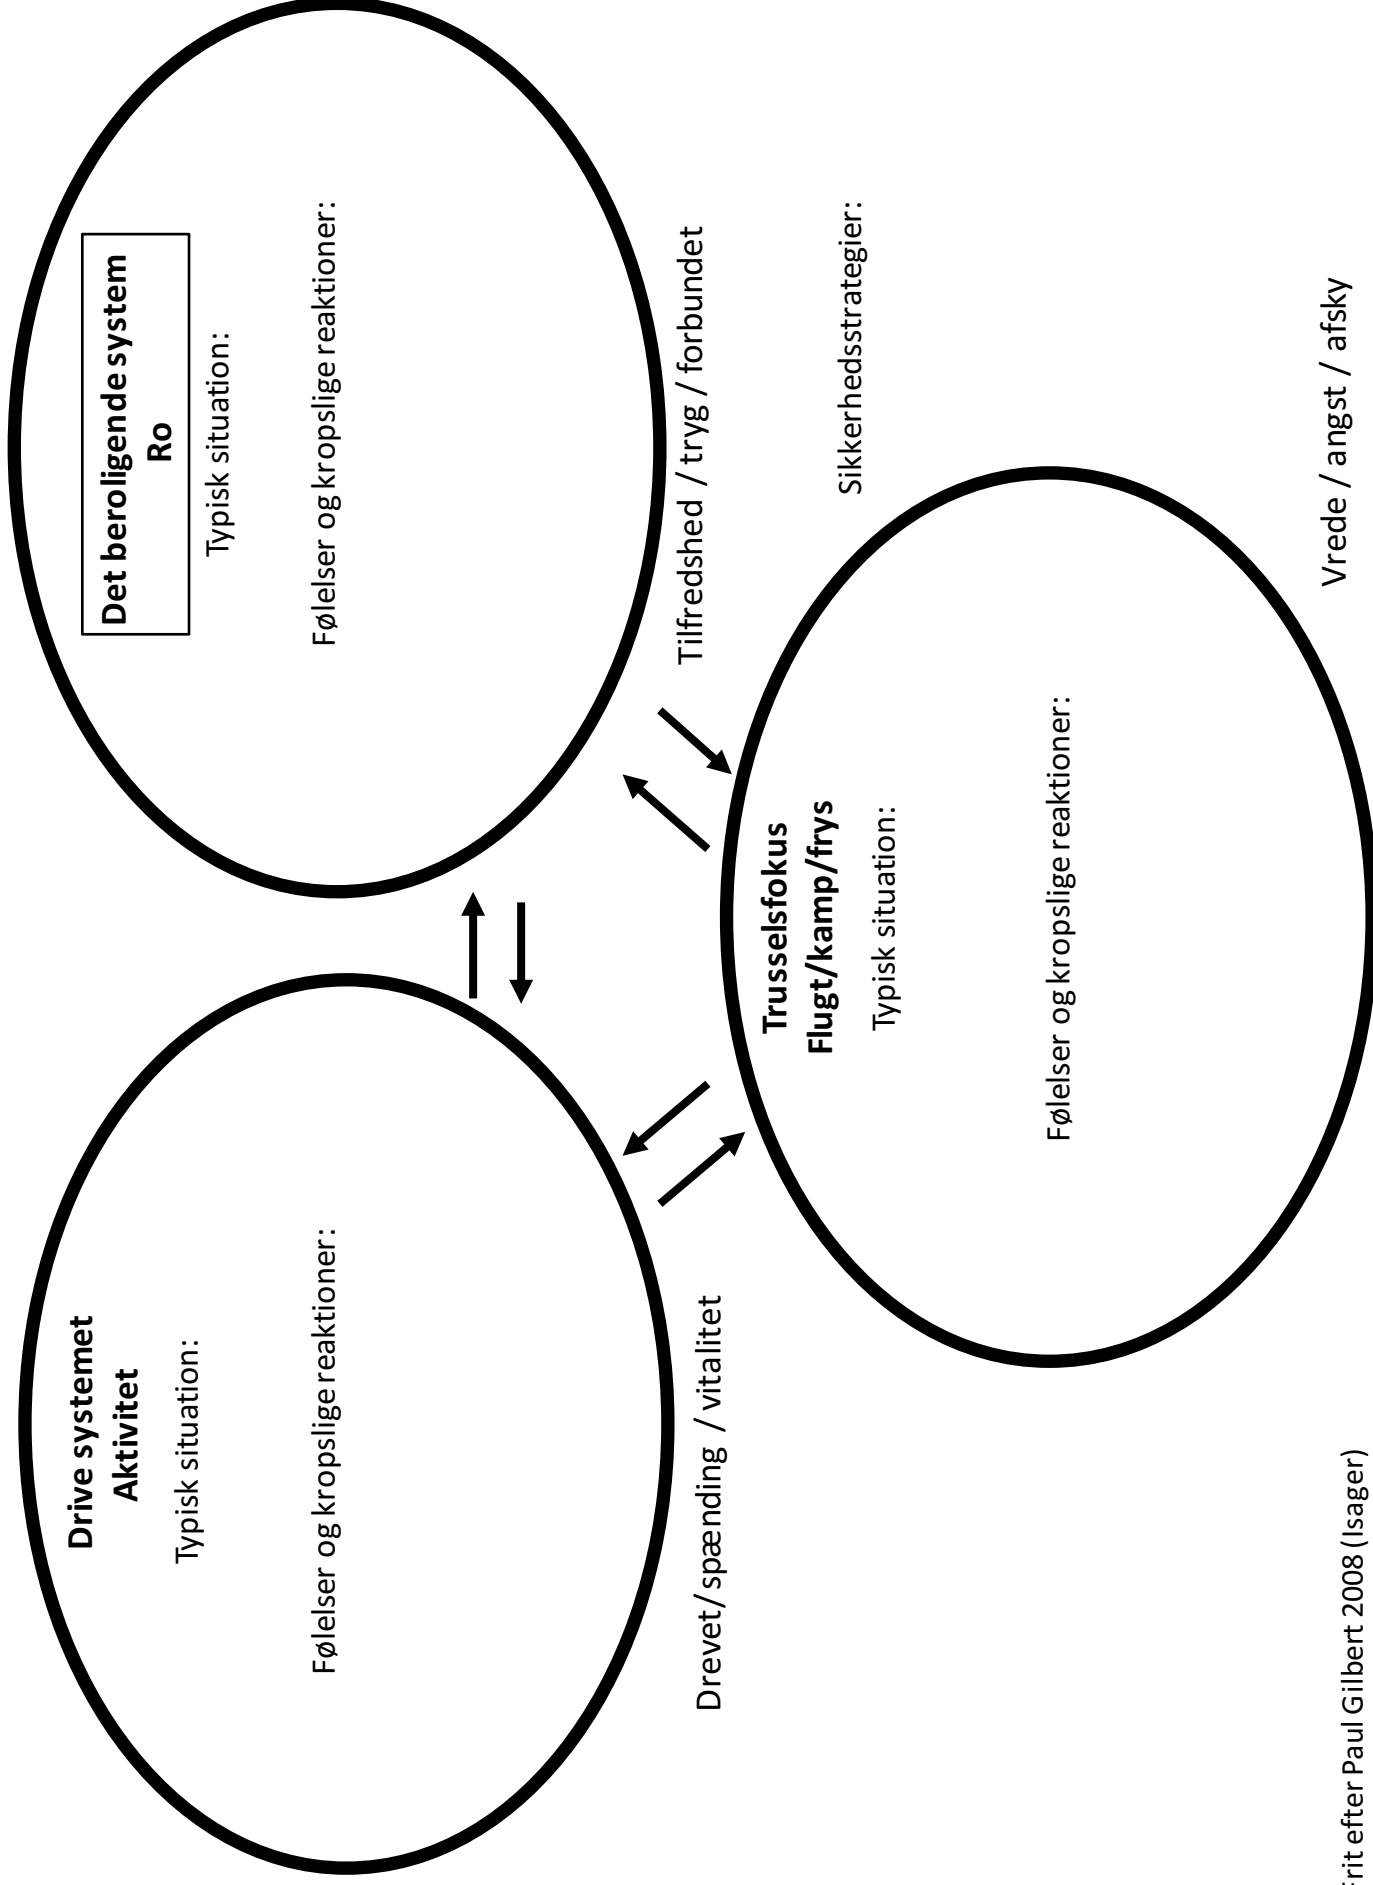 Drive systemet
Aktivitet
Typisk situation:
Følelser og kropslige reaktioner:
Drevet/ spænding / vitalitet
Det beroligende system
Ro
Typisk situation:
Følelser og kropslige reaktioner:
Tilfredshed / tryg / forbundet
Trusselsfokus
Flugt/kamp/frys
Typisk situation:
Følelser og kropslige reaktioner:
Sikkerhedsstrategier:
Vrede / angst / afsky
Frit efter Paul Gilbert 2008 (Isager)